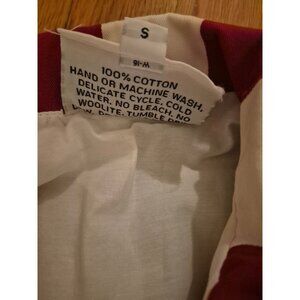 S
W-16
100% COTTON
HAND OR MACHINE WASH,
DELICATE CYCLE, COLD
WATER, NO BLEACH, NO
WOOLITE,
TUMBLE